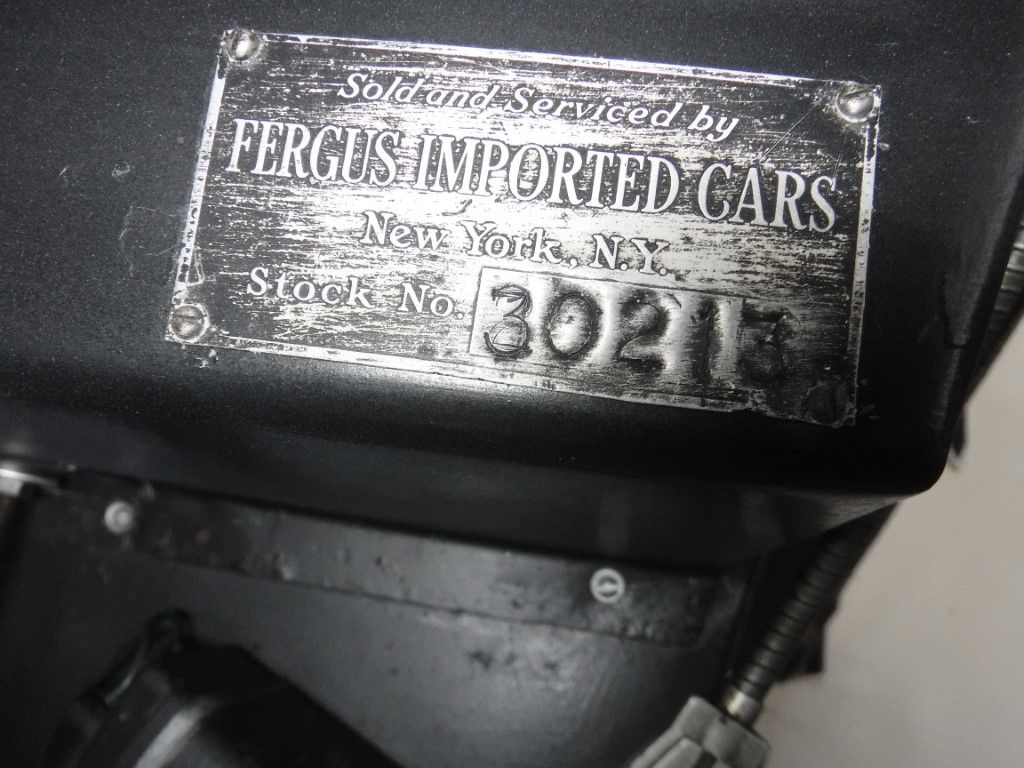 Sold and Serviced by
FERGUS IMPORTED CARS
New York, N.Y.
Stock No. 30213